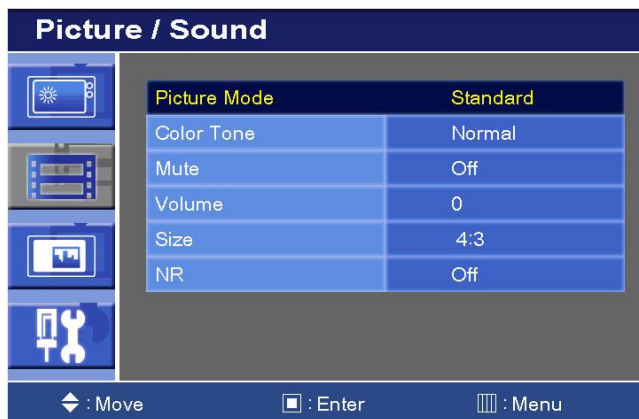 Picture / Sound
Picture Mode Standard
Color Tone Normal
Mute Off
Volume 0
Size 4:3
NR Off
: Move : Enter : Menu